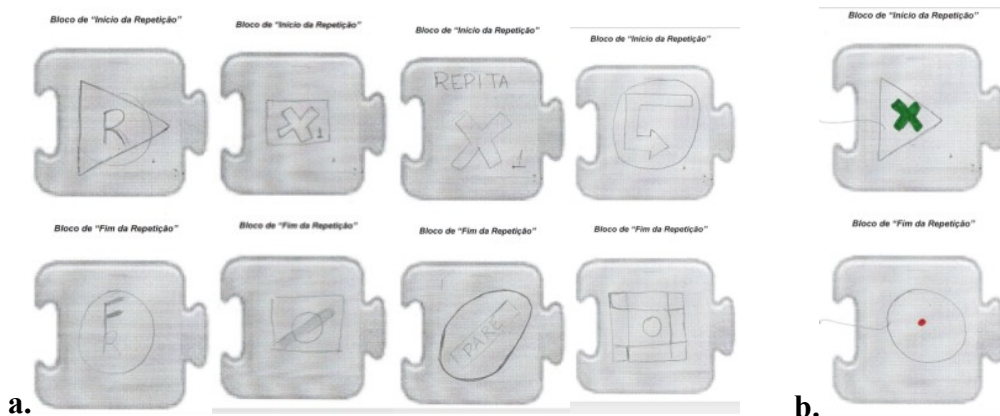 Bloco de “Início da Repetição”
Bloco de “Início da Repetição”
Bloco de “Início da Repetição”
Bloco de “Início da Repetição”
Bloco de “Início da Repetição”
R
X 1
REPITA
X 1
X
Bloco de “Fim da Repetição”
Bloco de “Fim da Repetição”
Bloco de “Fim da Repetição”
Bloco de “Fim da Repetição”
Bloco de “Fim da Repetição”
F
R
PARE
a.
b.